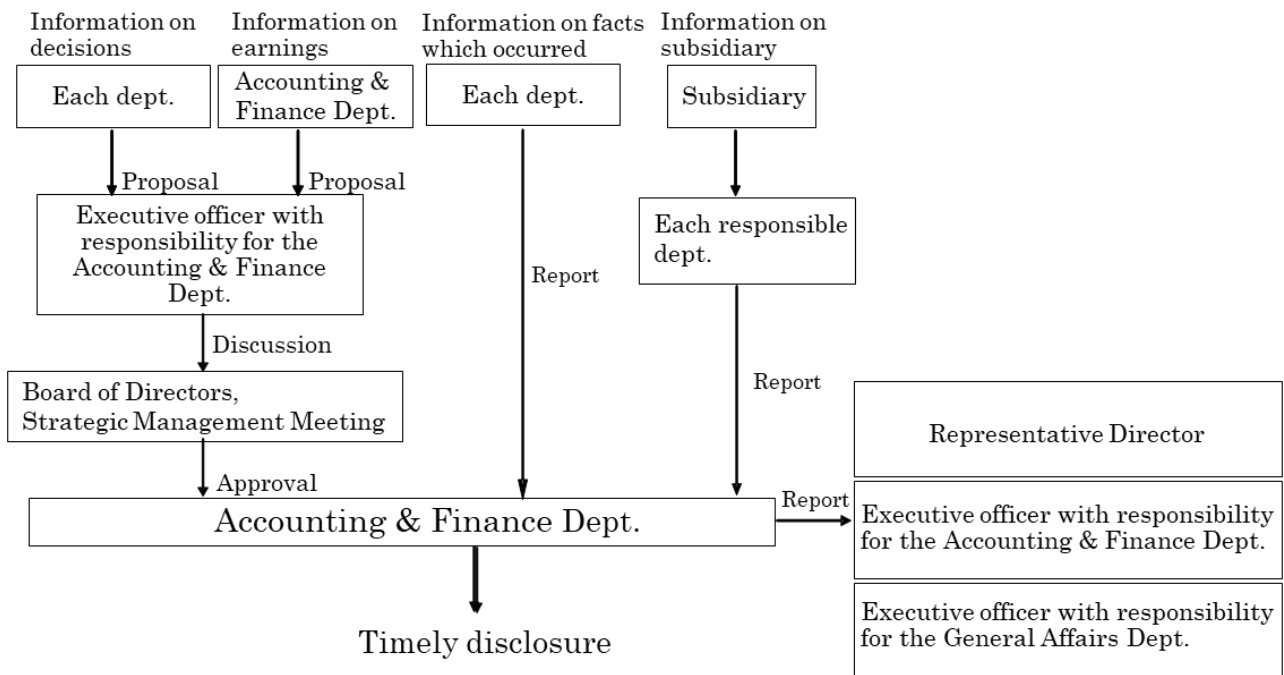 Information on
decisions
Information on
earnings
Information on facts
which occurred
Information on
subsidiary
Each dept.
Accounting &
Finance Dept.
Each dept.
Subsidiary
Proposal
Proposal
Executive officer with
responsibility for the
Accounting & Finance
Dept.
Each responsible
dept.
Report
Discussion
Board of Directors,
Strategic Management Meeting
Report
Representative Director
Approval
Accounting & Finance Dept.
Report
Executive officer with responsibility
for the Accounting & Finance Dept.
Executive officer with responsibility
for the General Affairs Dept.
Timely disclosure